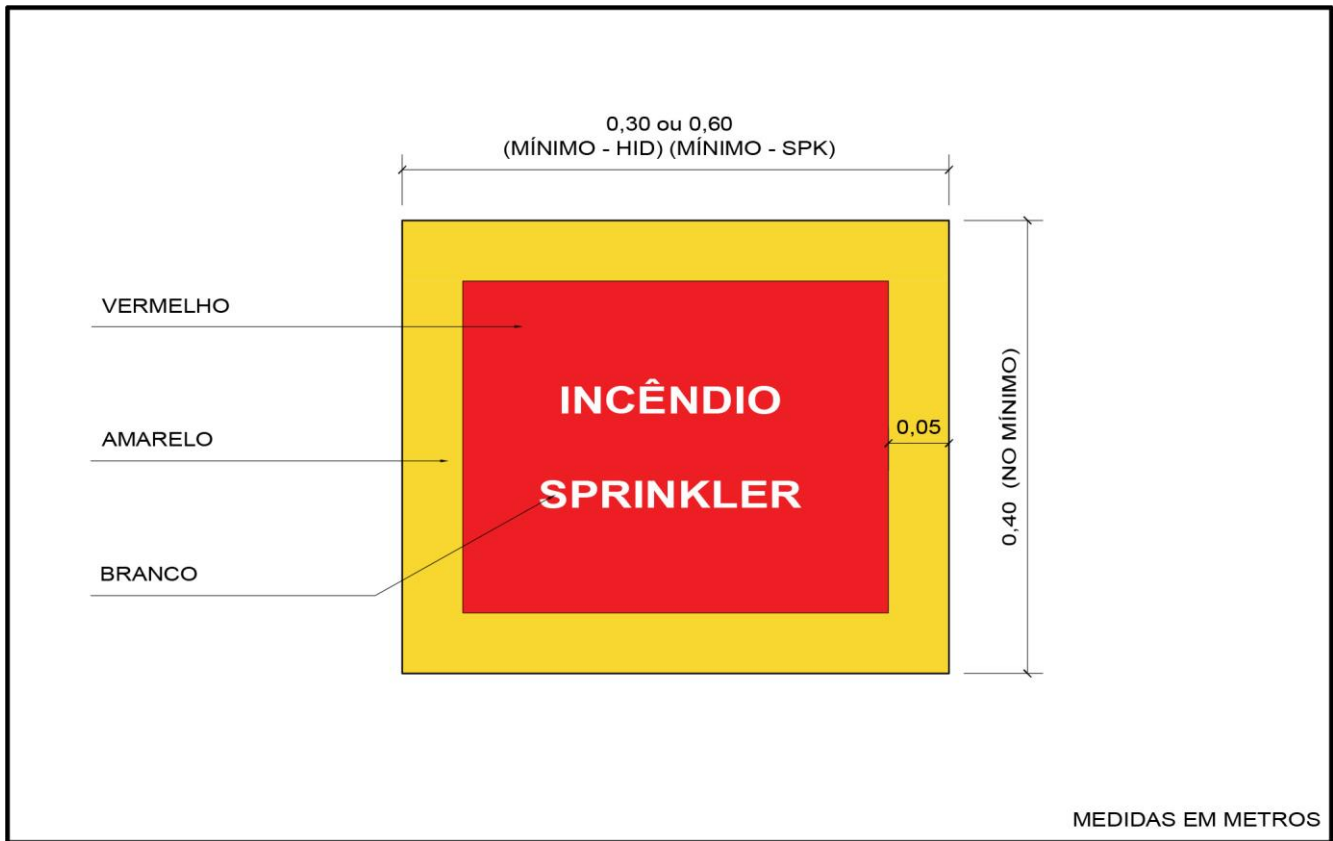 0,30 ou 0,60
(MÍNIMO - HID) (MÍNIMO - SPK)
VERMELHO
INCÊNDIO
0,05
AMARELO
0,40 (NO MÍNIMO)
SPRINKLER
BRANCO
MEDIDAS EM METROS